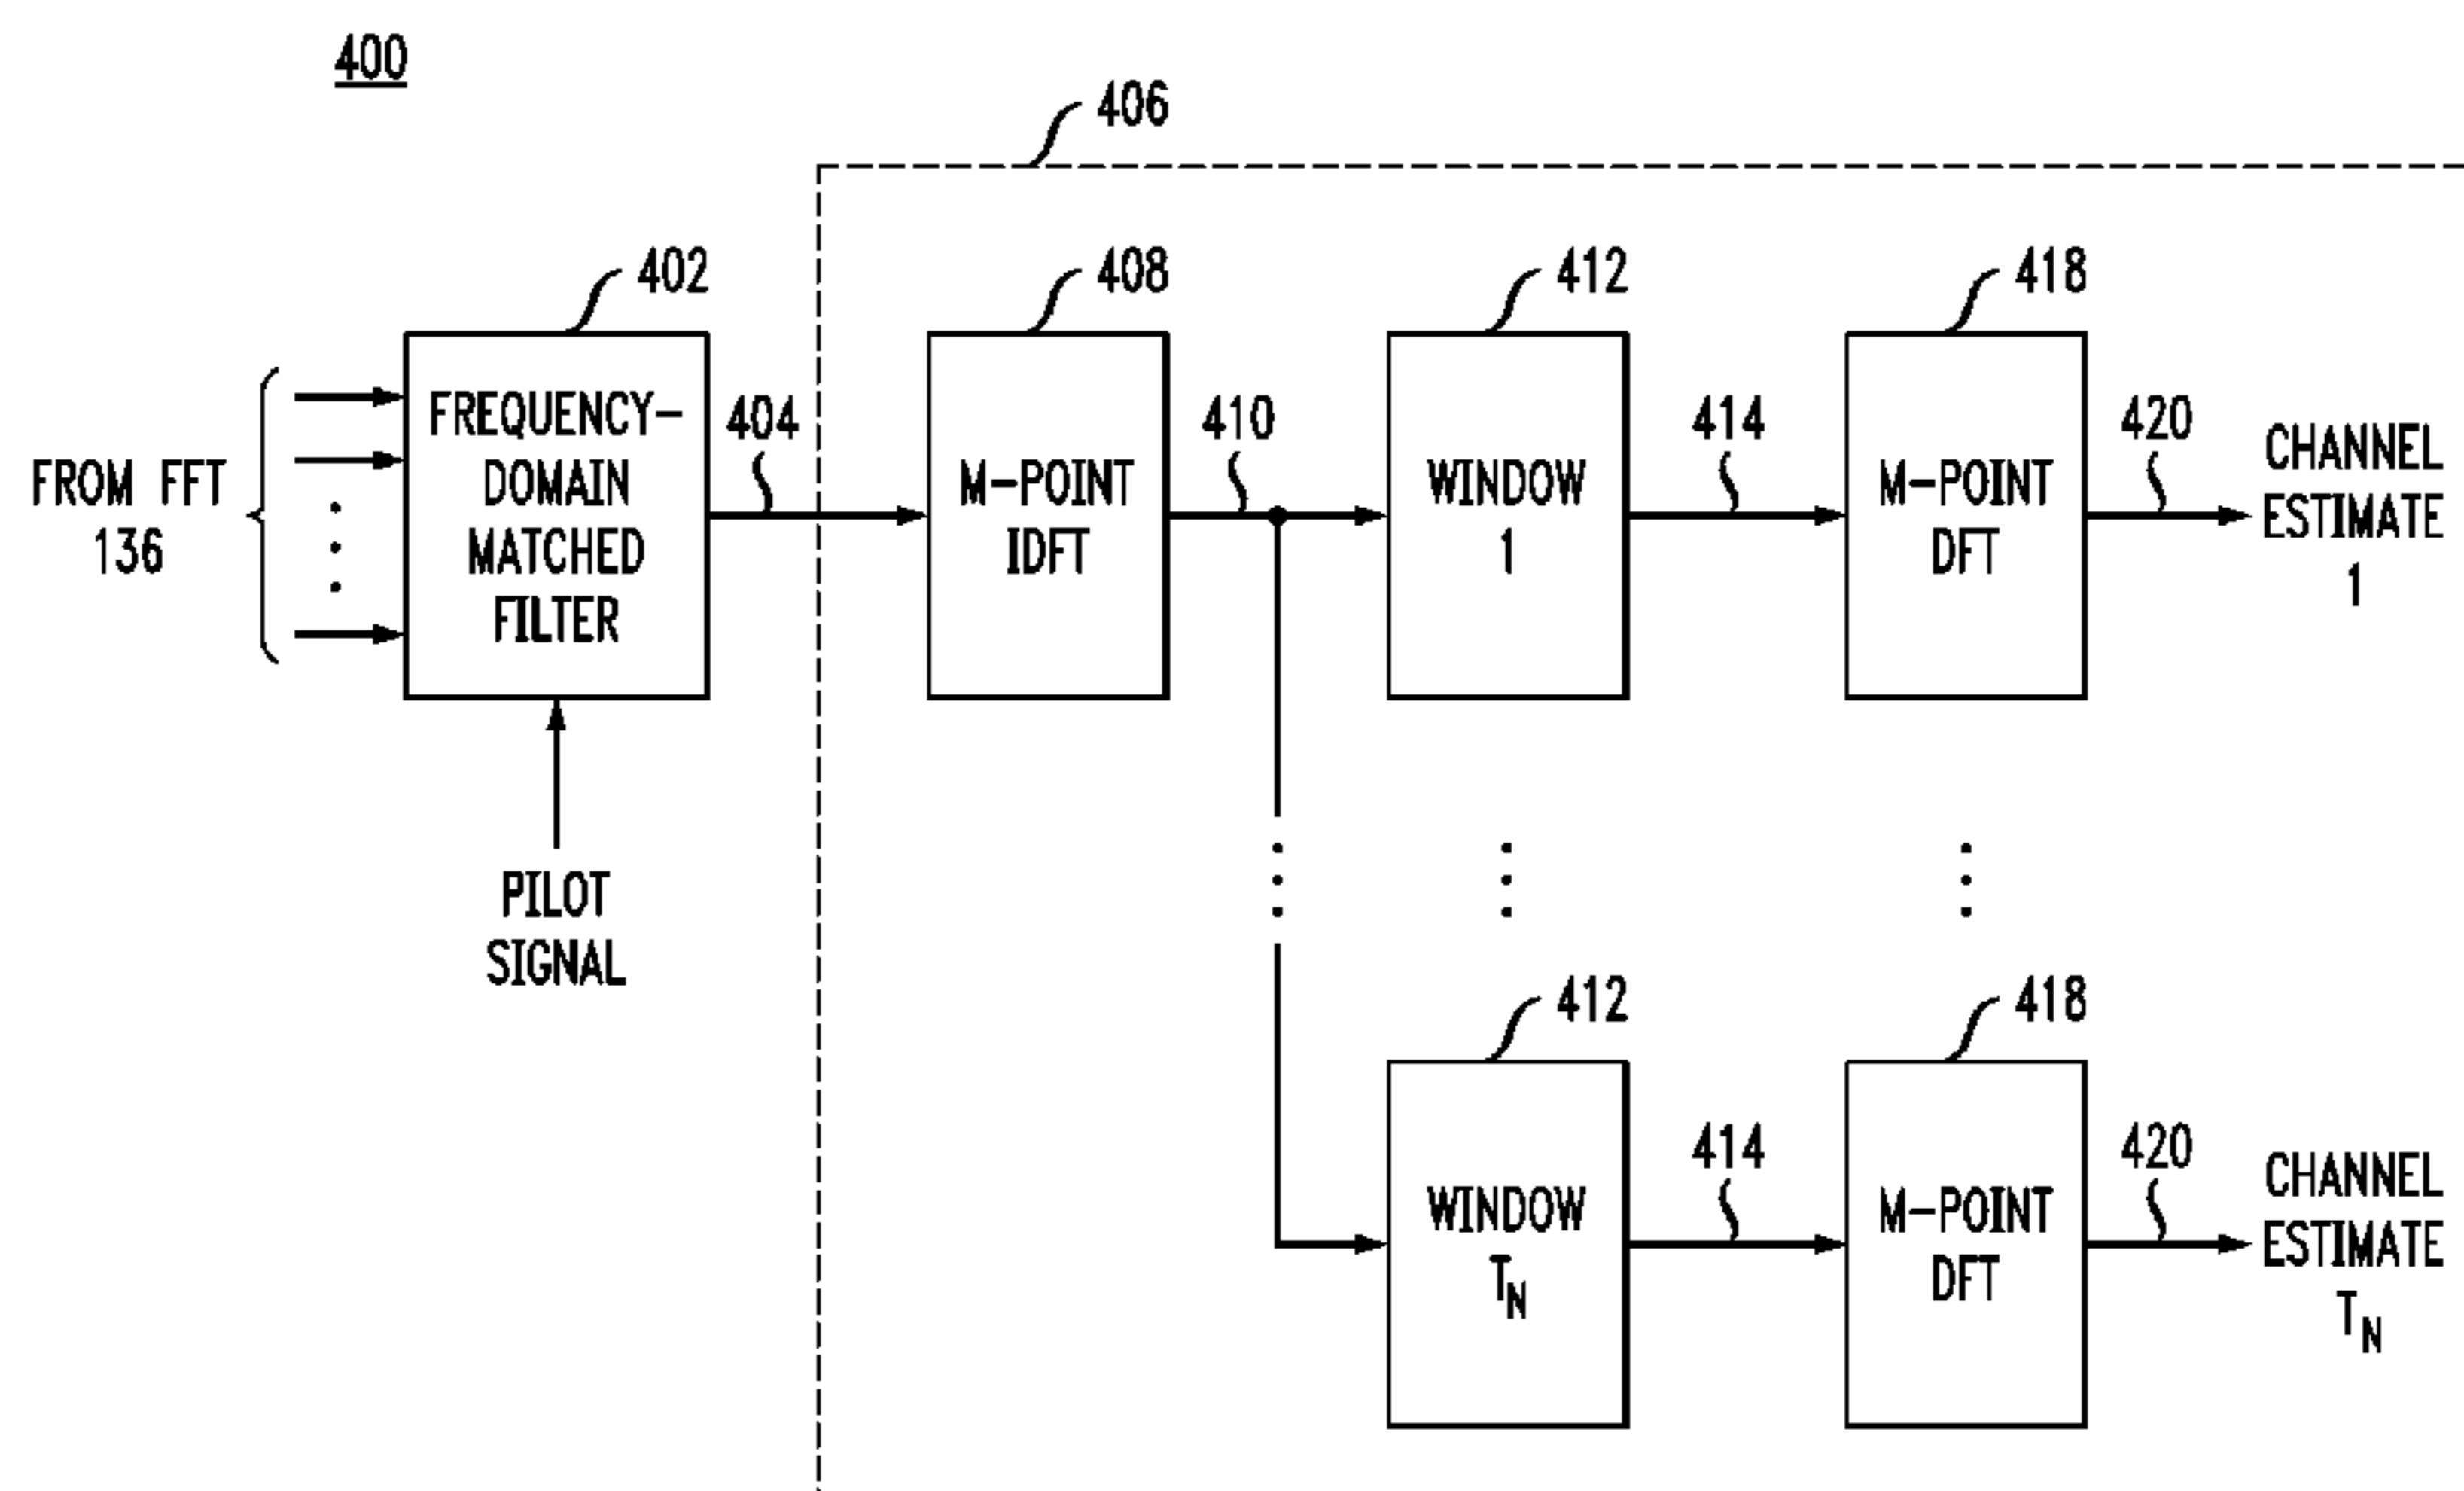 400
406
402
408
412
418
FROM FFT
136
FREQUENCY-
DOMAIN
MATCHED
FILTER
404
M-POINT
IDFT
410
WINDOW
1
414
M-POINT
DFT
420
CHANNEL
ESTIMATE
1
PILOT
SIGNAL
412
418
WINDOW
T_N
414
M-POINT
DFT
420
CHANNEL
ESTIMATE
T_N